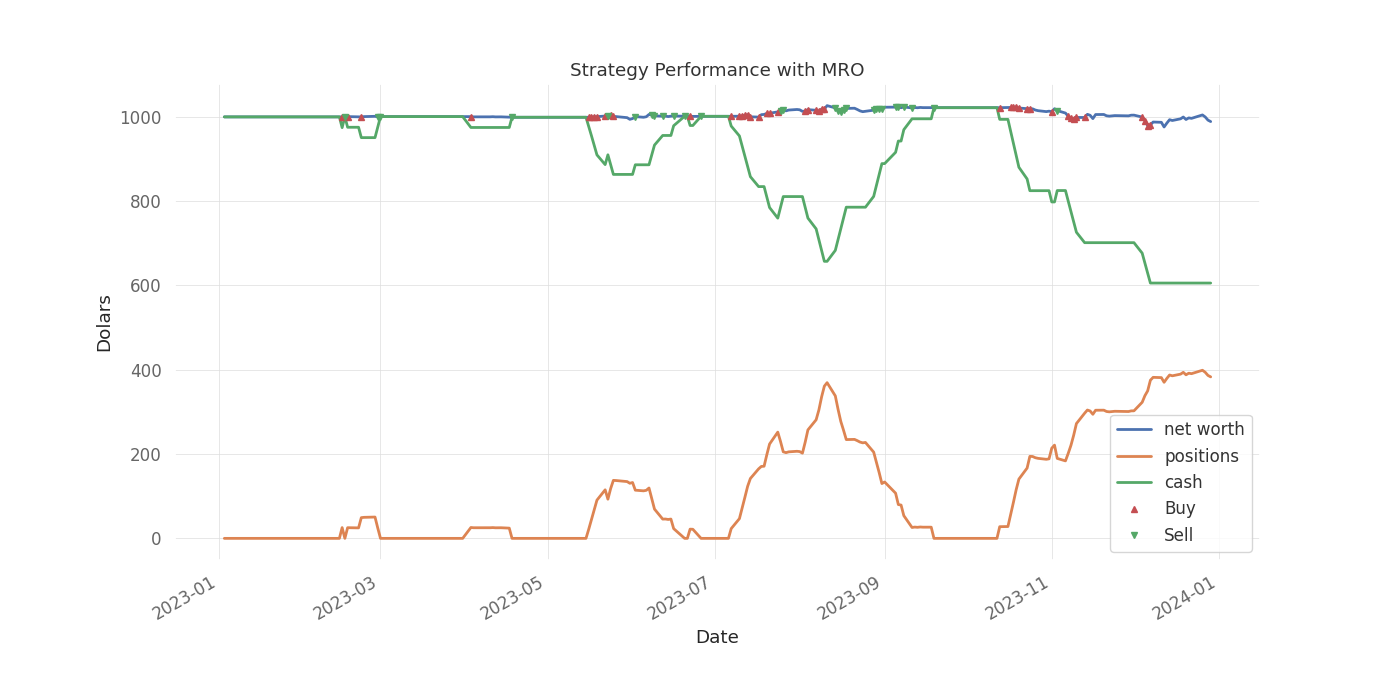 Strategy Performance with MRO
1000
800
600
400
200
0
Dolars
2023-01
2023-03
2023-05
2023-07
2023-09
2023-11
2024-01
Date
net worth
positions
cash
Buy
Sell